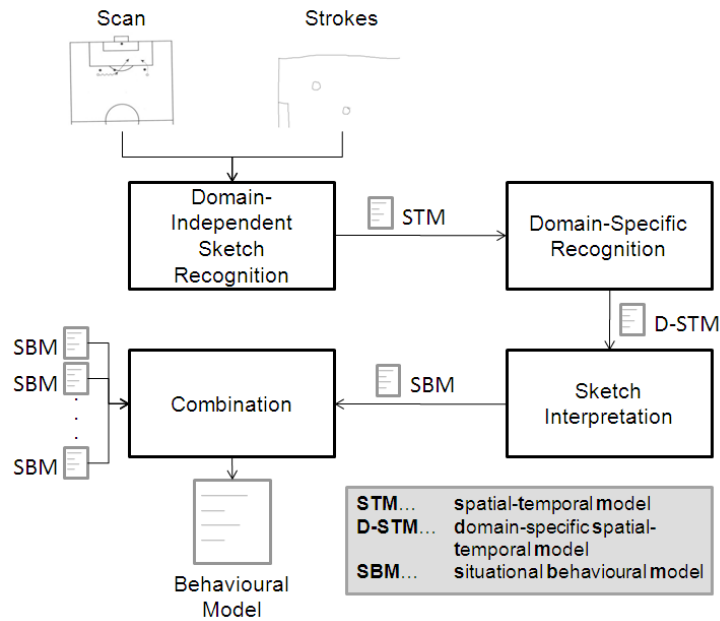 Scan
Strokes
Domain-
Independent
Sketch
Recognition
STM
Domain-Specific
Recognition
D-STM
SBM
SBM
.
.
.
SBM
Combination
SBM
Sketch
Interpretation
Behavioural
Model
STM... spatial-temporal model
D-STM... domain-specific spatial-
temporal model
SBM... situational behavioural model